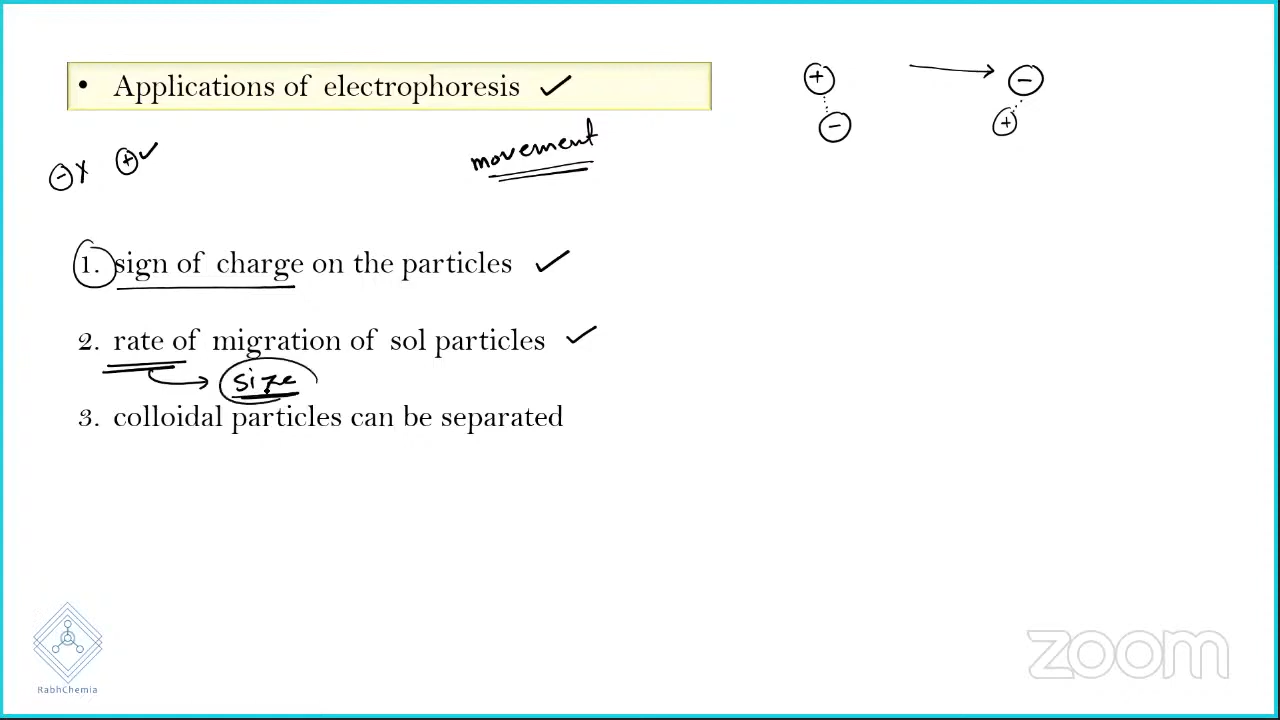 • Applications of electrophoresis ✓
+ → -
- +
- x + ✓
movement
1. sign of charge on the particles ✓
2. rate of migration of sol particles ✓
→ size
3. colloidal particles can be separated
RabhChemia
zoom